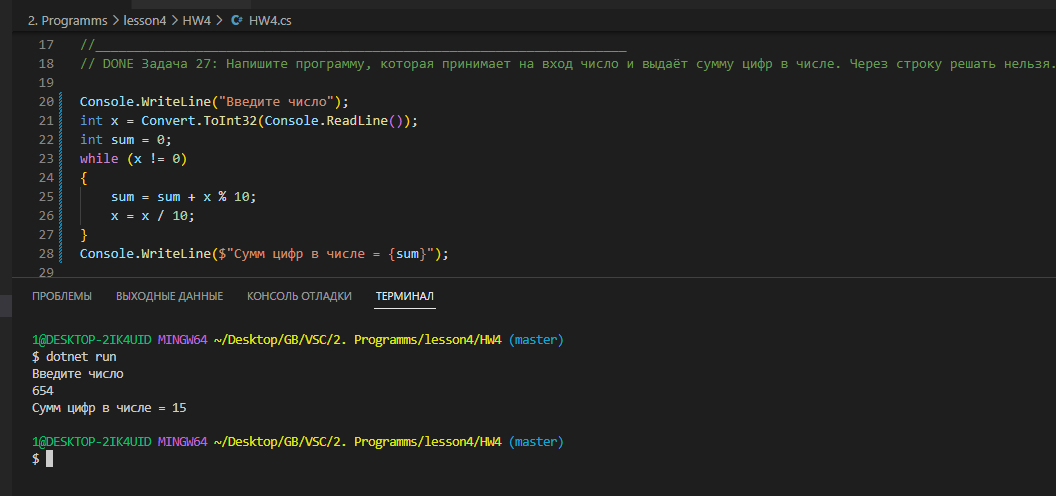 2. Programms > lesson4 > HW4 > HW4.cs
17 //____________________________________________________________________
18 // DONE Задача 27: Напишите программу, которая принимает на вход число и выдаёт сумму цифр в числе. Через строку решать нельзя.
19
20 Console.WriteLine("Введите число");
21 int x = Convert.ToInt32(Console.ReadLine());
22 int sum = 0;
23 while (x != 0)
24 {
25     sum = sum + x % 10;
26     x = x / 10;
27 }
28 Console.WriteLine($"Сумм цифр в числе = {sum}");
29
ПРОБЛЕМЫ ВЫХОДНЫЕ ДАННЫЕ КОНСОЛЬ ОТЛАДКИ ТЕРМИНАЛ
1@DESKTOP-2IK4UID MINGW64 ~/Desktop/GB/VSC/2. Programms/lesson4/HW4 (master)
$ dotnet run
Введите число
654
Сумм цифр в числе = 15
1@DESKTOP-2IK4UID MINGW64 ~/Desktop/GB/VSC/2. Programms/lesson4/HW4 (master)
$